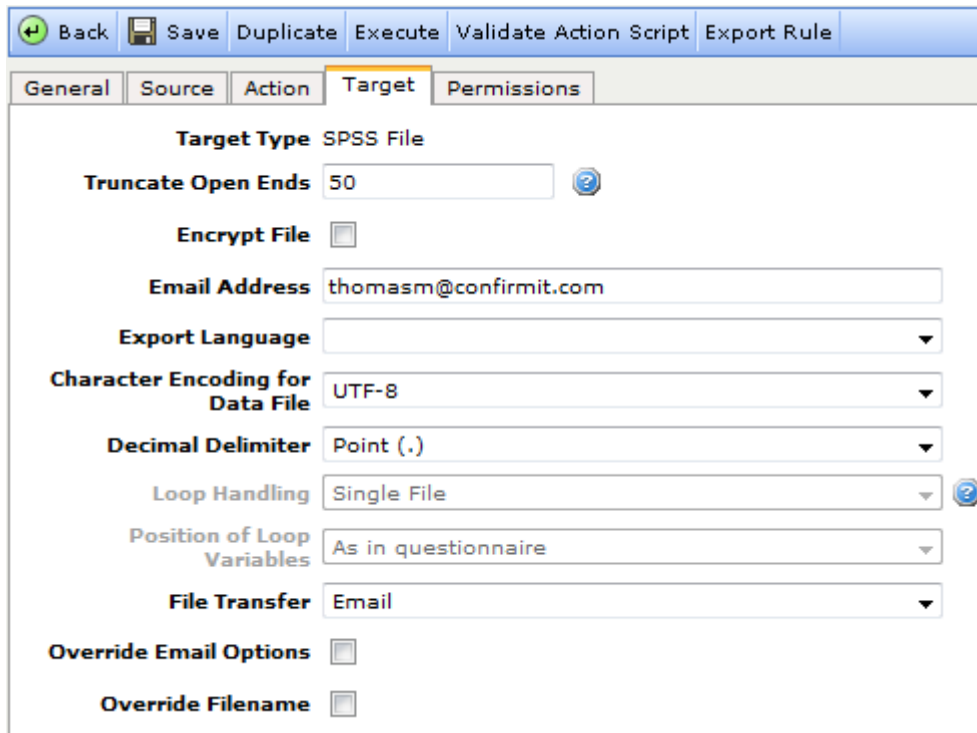 Back Save Duplicate Execute Validate Action Script Export Rule
General Source Action Target Permissions
Target Type SPSS File
Truncate Open Ends 50
Encrypt File
Email Address thomasm@confirmit.com
Export Language
Character Encoding for
Data File UTF-8
Decimal Delimiter Point (.)
Loop Handling Single File
Position of Loop
Variables As in questionnaire
File Transfer Email
Override Email Options
Override Filename